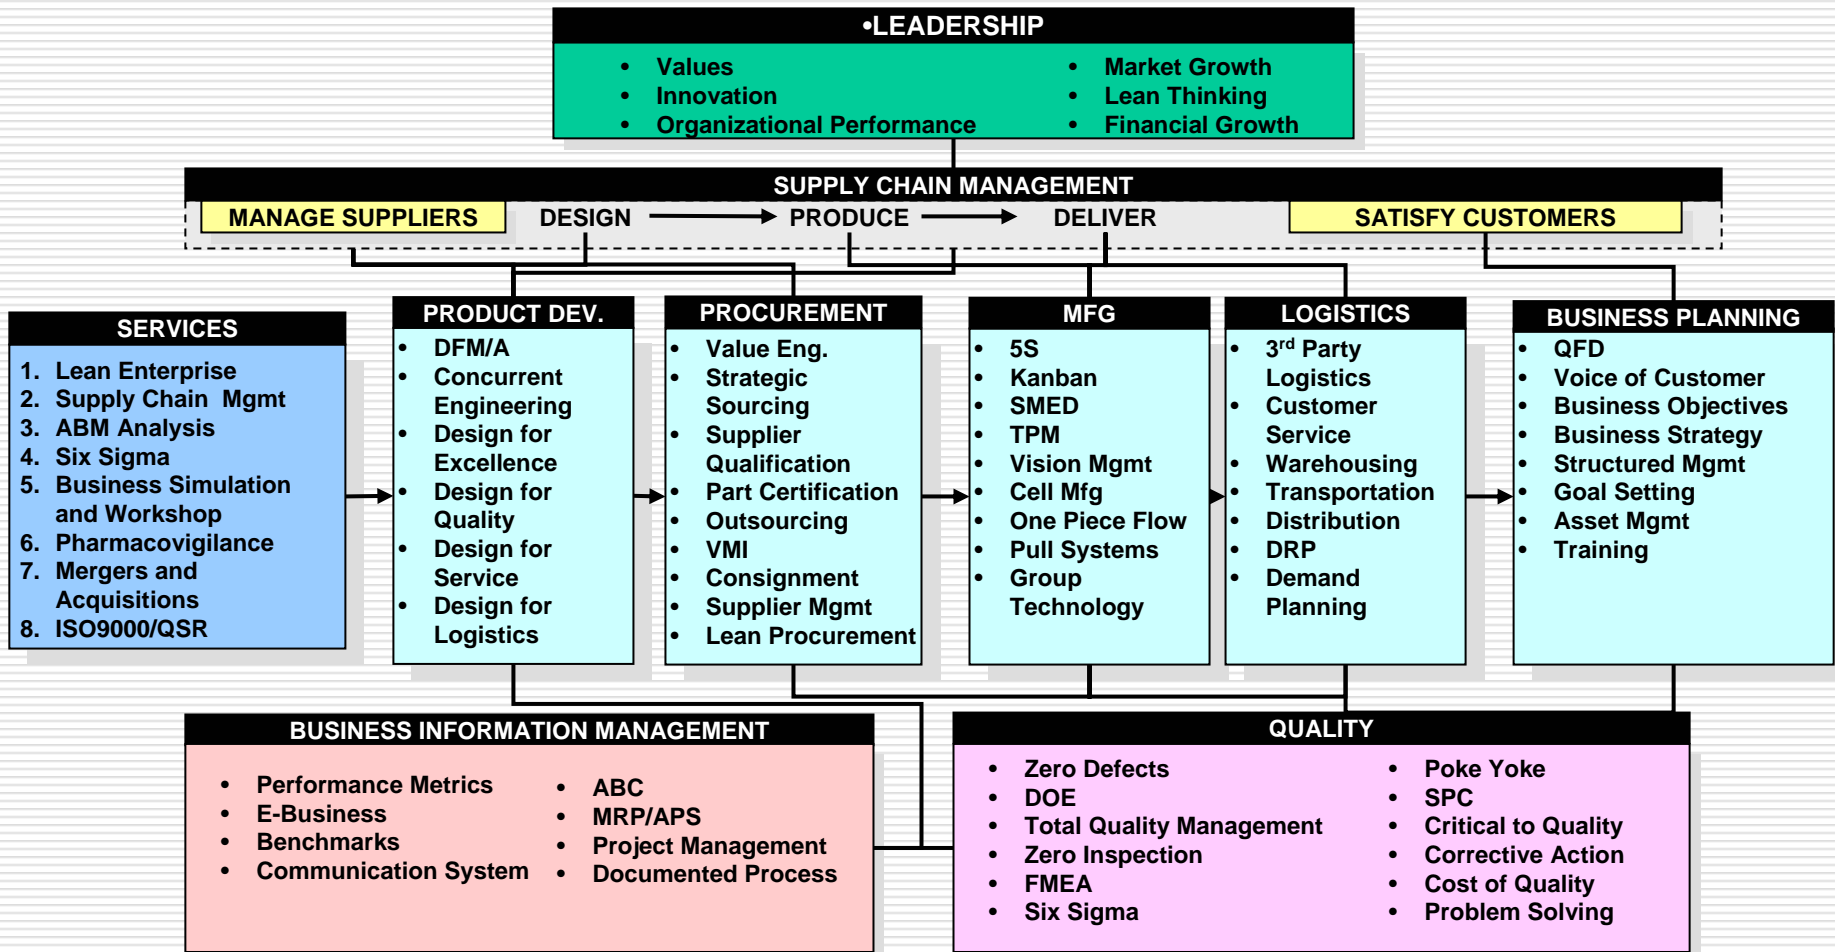 •LEADERSHIP
• Values
• Innovation
• Organizational Performance
• Market Growth
• Lean Thinking
• Financial Growth
SUPPLY CHAIN MANAGEMENT
MANAGE SUPPLIERS
DESIGN
PRODUCE
DELIVER
SATISFY CUSTOMERS
SERVICES
1. Lean Enterprise
2. Supply Chain Mgmt
3. ABM Analysis
4. Six Sigma
5. Business Simulation
and Workshop
6. Pharmacovigilance
7. Mergers and
Acquisitions
8. ISO9000/QSR
PRODUCT DEV.
• DFM/A
• Concurrent
Engineering
• Design for
Excellence
• Design for
Quality
• Design for
Service
• Design for
Logistics
PROCUREMENT
• Value Eng.
• Strategic
Sourcing
• Supplier
Qualification
• Part Certification
• Outsourcing
• VMI
• Consignment
• Supplier Mgmt
• Lean Procurement
MFG
• 5S
• Kanban
• SMED
• TPM
• Vision Mgmt
• Cell Mfg
• One Piece Flow
• Pull Systems
• Group
Technology
LOGISTICS
• 3rd Party
Logistics
• Customer
Service
• Warehousing
• Transportation
• Distribution
• DRP
• Demand
Planning
BUSINESS PLANNING
• QFD
• Voice of Customer
• Business Objectives
• Business Strategy
• Structured Mgmt
• Goal Setting
• Asset Mgmt
• Training
BUSINESS INFORMATION MANAGEMENT
• Performance Metrics
• E-Business
• Benchmarks
• Communication System
• ABC
• MRP/APS
• Project Management
• Documented Process
QUALITY
• Zero Defects
• DOE
• Total Quality Management
• Zero Inspection
• FMEA
• Six Sigma
• Poke Yoke
• SPC
• Critical to Quality
• Corrective Action
• Cost of Quality
• Problem Solving